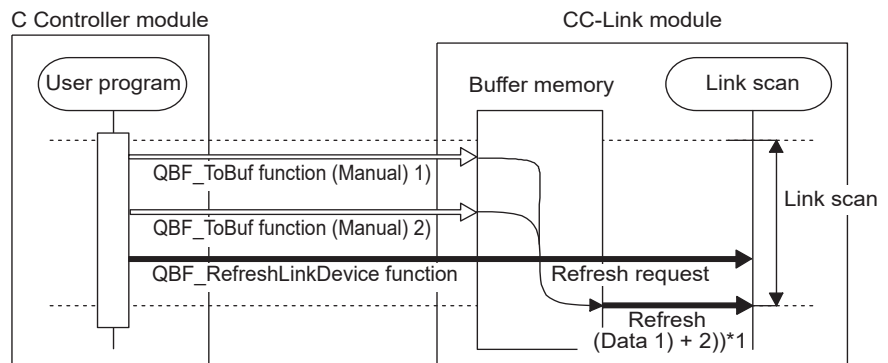 C Controller module
CC-Link module
User program
Buffer memory
Link scan
QBF_ToBuf function (Manual) 1)
Link scan
QBF_ToBuf function (Manual) 2)
QBF_RefreshLinkDevice function
Refresh request
Refresh
(Data 1) + 2))*1